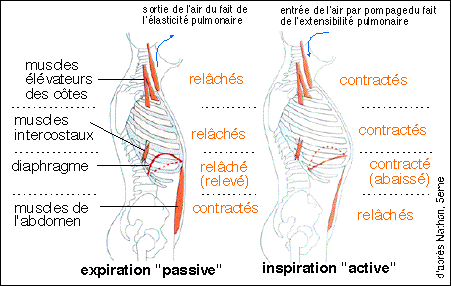 sortie de l'air du fait de
l'élasticité pulmonaire
entrée de l'air par pompage du fait
de l'extensibilité pulmonaire
muscles
élévateurs
des côtes
relâchés
contractés
muscles
intercostaux
relâchés
contractés
diaphragme
relâché
(relevé)
contracté
(abaissé)
muscles de
l'abdomen
contractés
relâchés
expiration "passive"
inspiration "active"
d'après Nathan, 5eme